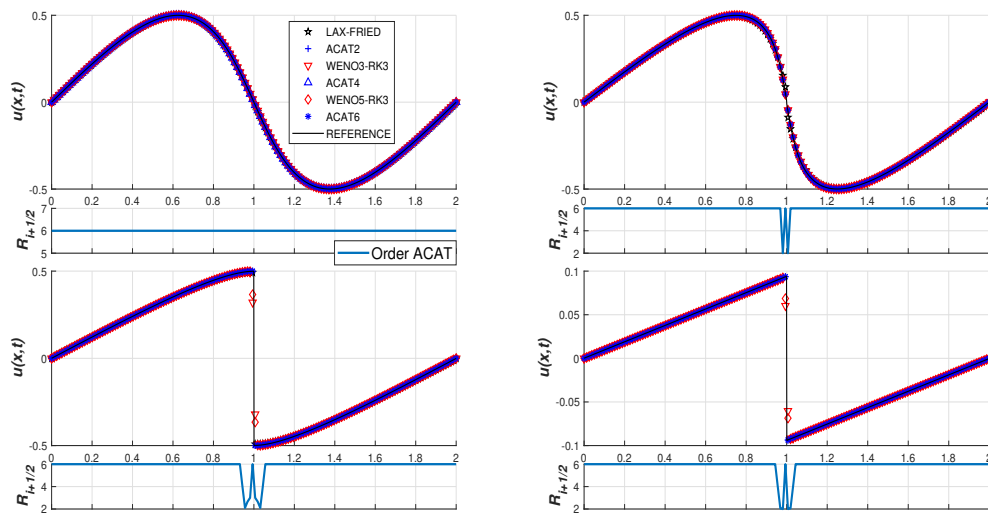 0.5
0
-0.5
u(x,t)
LAX-FRIED
ACAT2
WENO3-RK3
ACAT4
WENO5-RK3
ACAT6
REFERENCE
0 0.2 0.4 0.6 0.8 1 1.2 1.4 1.6 1.8 2
7
6
5
R i+1/2
Order ACAT
0.5
0
-0.5
u(x,t)
0 0.2 0.4 0.6 0.8 1 1.2 1.4 1.6 1.8 2
6
4
2
R i+1/2
0.5
0
-0.5
u(x,t)
0 0.2 0.4 0.6 0.8 1 1.2 1.4 1.6 1.8 2
6
4
2
R i+1/2
0.1
0.05
0
-0.05
-0.1
u(x,t)
0 0.2 0.4 0.6 0.8 1 1.2 1.4 1.6 1.8 2
6
4
2
R i+1/2